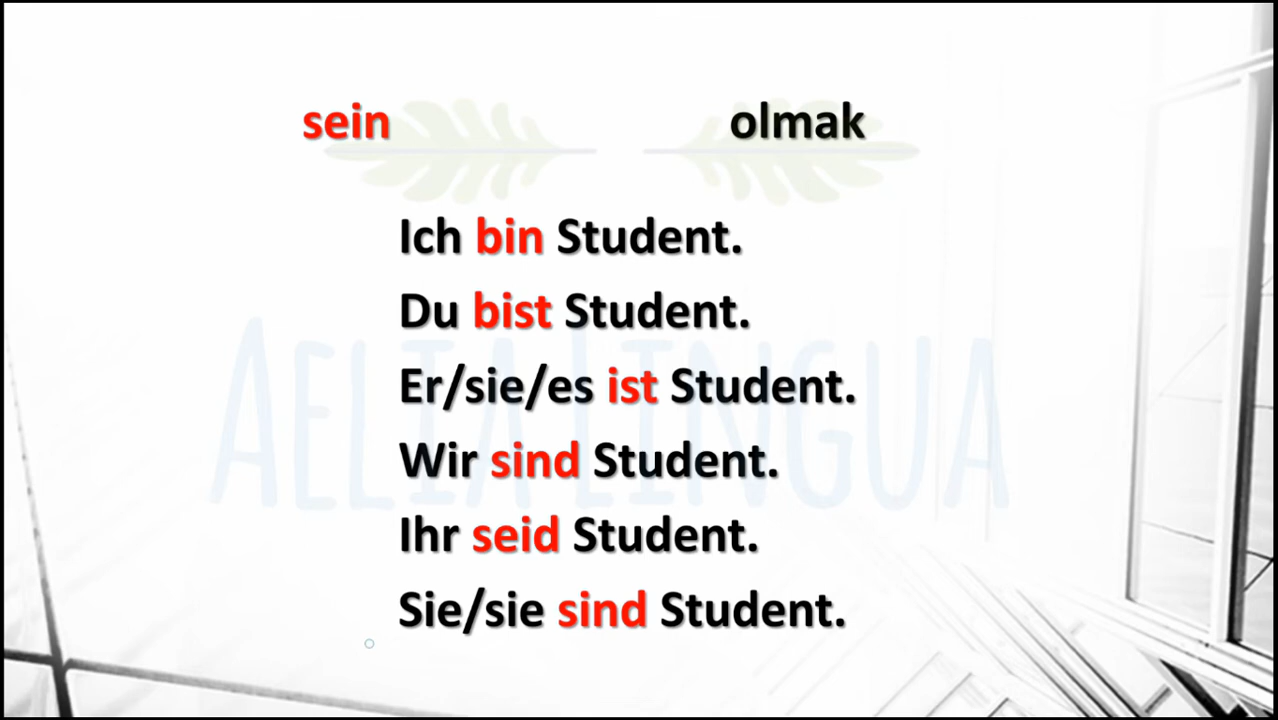 sein olmak
Ich bin Student.
Du bist Student.
Er/sie/es ist Student.
Wir sind Student.
Ihr seid Student.
Sie/sie sind Student.
AELIA LINGUA